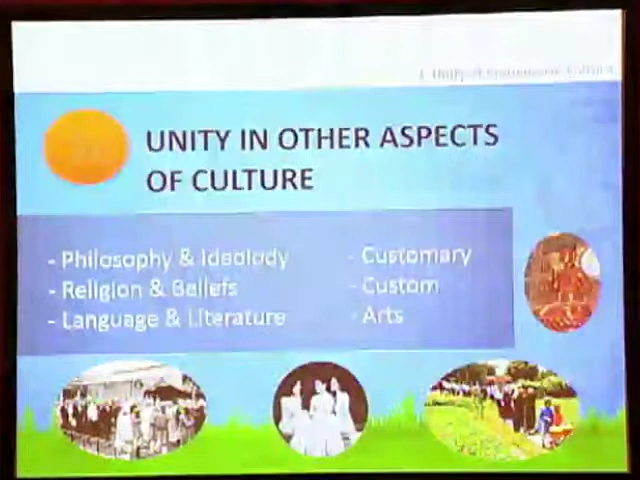 UNITY IN OTHER ASPECTS
OF CULTURE
- Philosophy & Ideolody
- Religion & Beliefs
- Language & Literature
- Customary
- Custom
- Arts